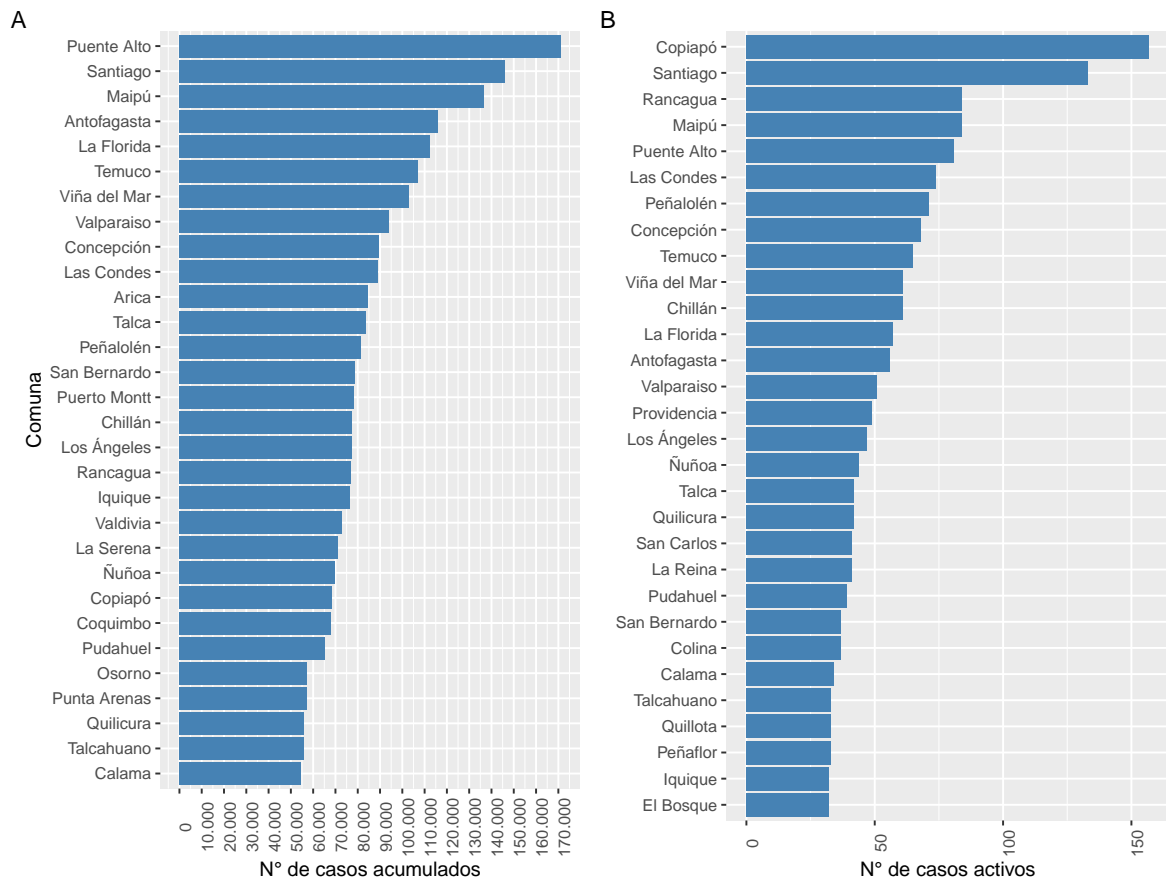 A
Puente Alto
Santiago
Maipú
Antofagasta
La Florida
Temuco
Viña del Mar
Valparaiso
Concepción
Las Condes
Arica
Talca
Peñalolén
San Bernardo
Puerto Montt
Chillán
Los Ángeles
Rancagua
Iquique
Valdivia
La Serena
Ñuñoa
Copiapó
Coquimbo
Pudahuel
Osorno
Punta Arenas
Quilicura
Talcahuano
Calama
Comuna
0
10.000
20.000
30.000
40.000
50.000
60.000
70.000
80.000
90.000
100.000
110.000
120.000
130.000
140.000
150.000
160.000
170.000
N° de casos acumulados
B
Copiapó
Santiago
Rancagua
Maipú
Puente Alto
Las Condes
Peñalolén
Concepción
Temuco
Viña del Mar
Chillán
La Florida
Antofagasta
Valparaiso
Providencia
Los Ángeles
Ñuñoa
Talca
Quilicura
San Carlos
La Reina
Pudahuel
San Bernardo
Colina
Calama
Talcahuano
Quillota
Peñaflor
Iquique
El Bosque
0
50
100
150
N° de casos activos